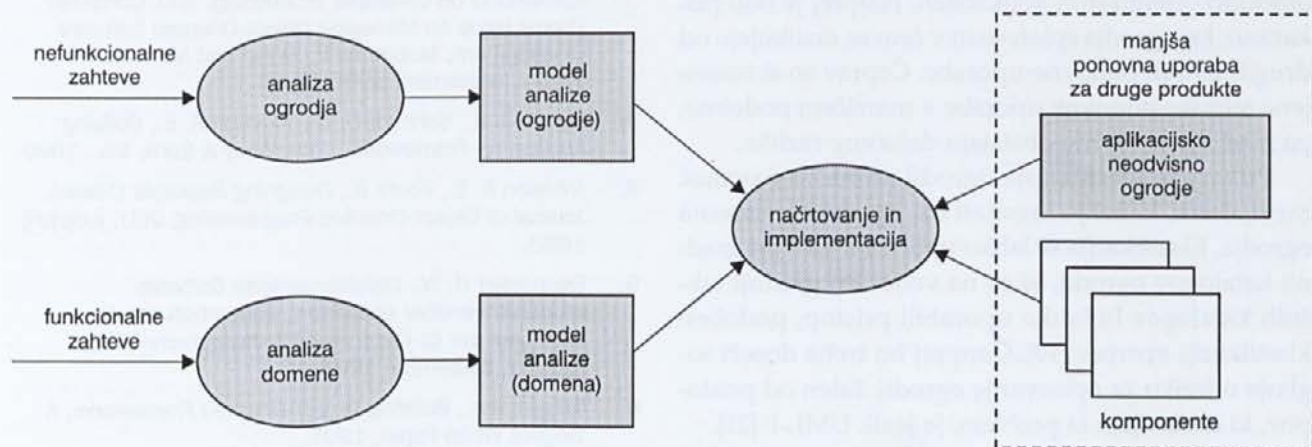 nefunkcionalne
zahteve
analiza
ogrodja
model
analize
(ogrodje)
funkcionalne
zahteve
analiza
domene
model
analize
(domena)
načrtovanje in
implementacija
manjša
ponovna uporaba
za druge produkte
aplikacijsko
neodvisno
ogrodje
komponente